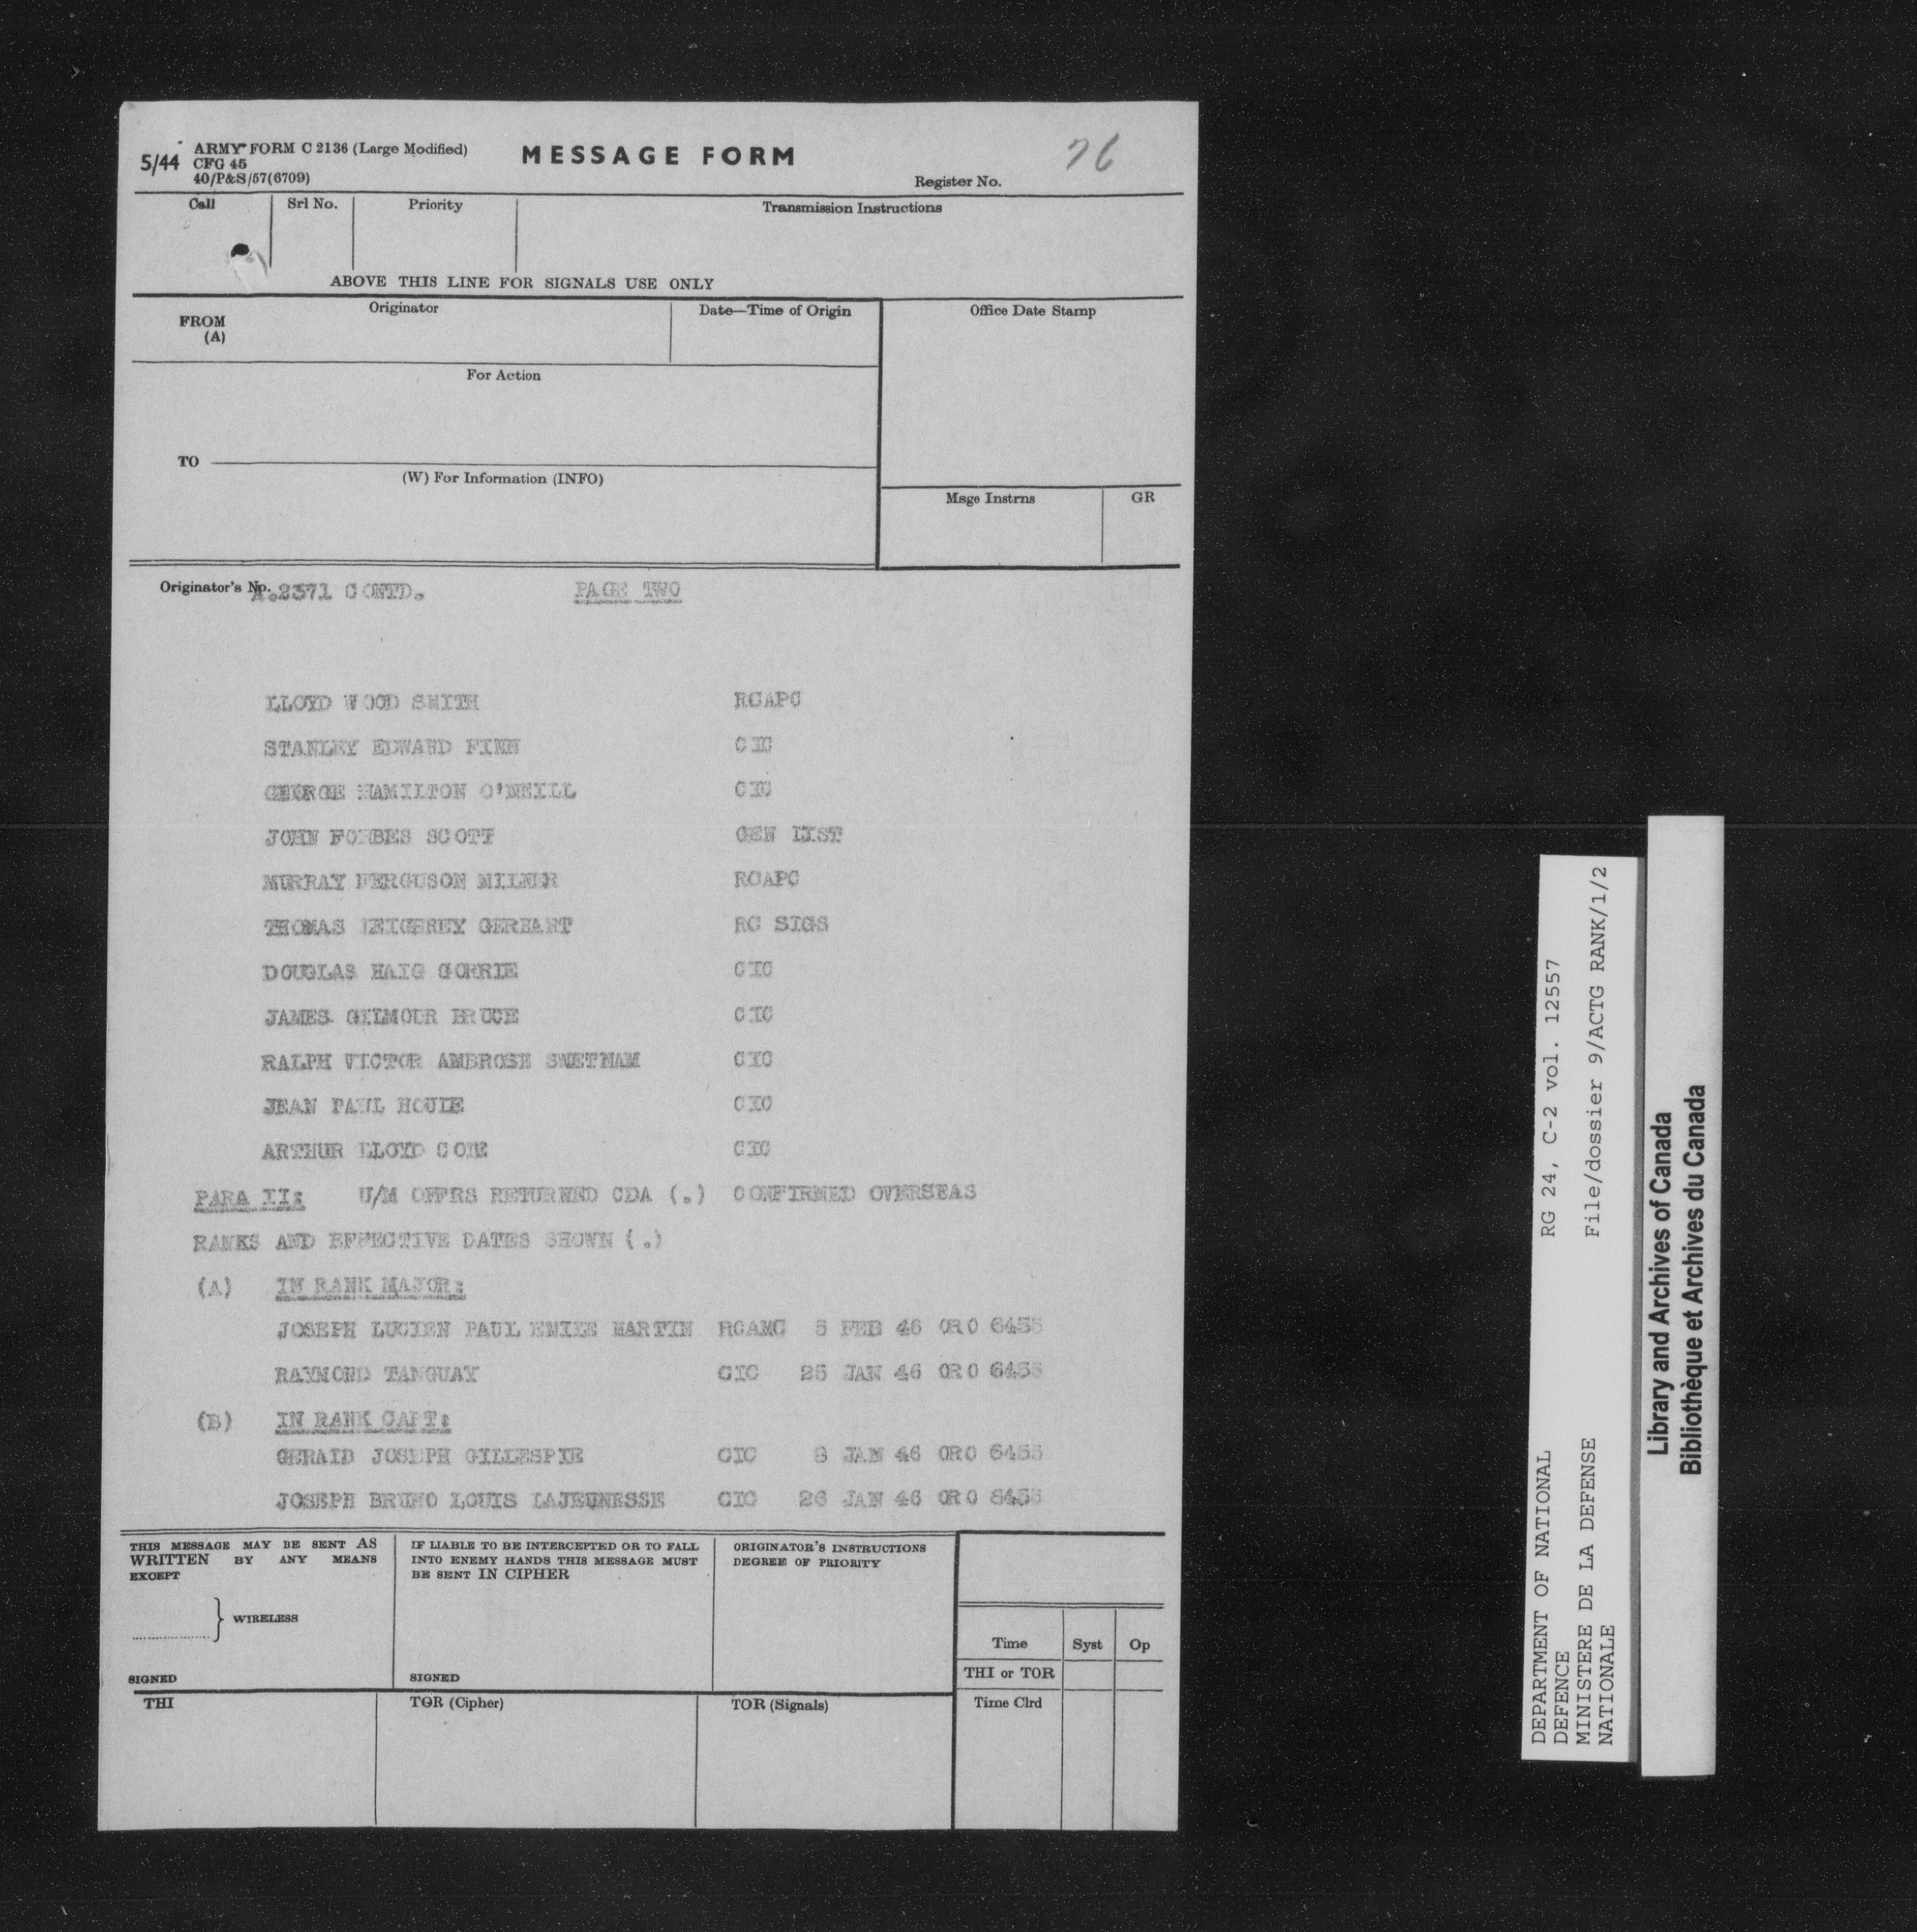 5/44 ARMY FORM C 2136 (Large Modified)
CFG 45
40/P&S/57(6709)
MESSAGE FORM
Register No.
76
Call Srl No. Priority Transmission Instructions
ABOVE THIS LINE FOR SIGNALS USE ONLY
FROM
(A)
Originator Date—Time of Origin Office Date Stamp
For Action
TO
(W) For Information (INFO)
Msge Instrns GR
Originator's No. A.2371 CONTD. PAGE TWO
LLOYD WOOD SMITH RCAPC
STANLEY EDWARD FINN CIC
GEORGE HAMILTON O'NEILL CIC
JOHN FORBES SCOTT GEN LIST
MURRAY FERGUSON MILNER RCAPC
THOMAS GERHART RC SIGS
DOUGLAS HAIG GORRIE CIC
JAMES GILMOUR BRUCE CIC
RALPH VICTOR AMBROSE SWETNAM CIC
JEAN PAUL HOULE CIC
ARTHUR LLOYD COTE CIC
PARA II: U/M OFFRS RETURNED CDA (.) CONFIRMED OVERSEAS
RANKS AND EFFECTIVE DATES SHOWN (.)
(A) IN RANK MAJOR:
JOSEPH LUCIEN PAUL EMILE MARTIN RCAMC FEB 46 CRO 6455
RAYMOND TANGUAY CIC 25 JAN 46 CRO 6455
(B) IN RANK CAPT:
GERALD JOSEPH GILLESPIE CIC JAN 46 CRO 6455
JOSEPH BRUNO LOUIS LAJEUNESSE CIC 26 JAN 46 CRO 6455
THIS MESSAGE MAY BE SENT AS
WRITTEN BY ANY MEANS
EXCEPT
WIRELESS
SIGNED
IF LIABLE TO BE INTERCEPTED OR TO FALL
INTO ENEMY HANDS THIS MESSAGE MUST
BE SENT IN CIPHER
SIGNED
ORIGINATOR'S INSTRUCTIONS
DEGREE OF PRIORITY
Time Syst Op
THI or TOR
Time Clrd
THI TOR (Cipher) TOR (Signals)
DEPARTMENT OF NATIONAL
DEFENCE
MINISTERE DE LA DEFENSE
NATIONALE
RG 24, C-2 vol. 12557
File/dossier 9/ACTG RANK/1/2
Library and Archives of Canada
Bibliothèque et Archives du Canada